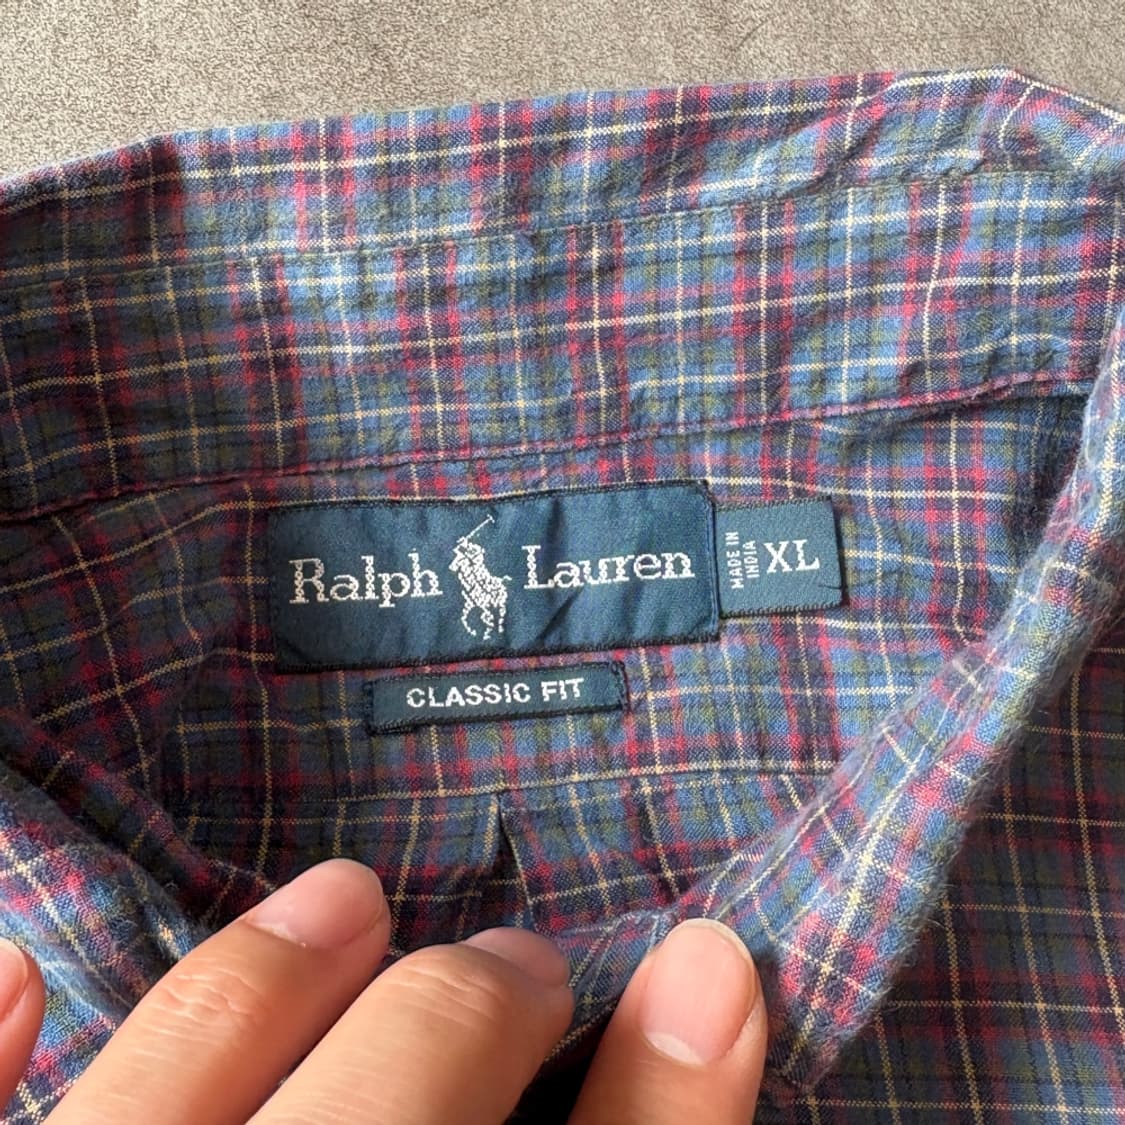 Ralph Lauren
MADE IN
INDIA
XL
CLASSIC FIT